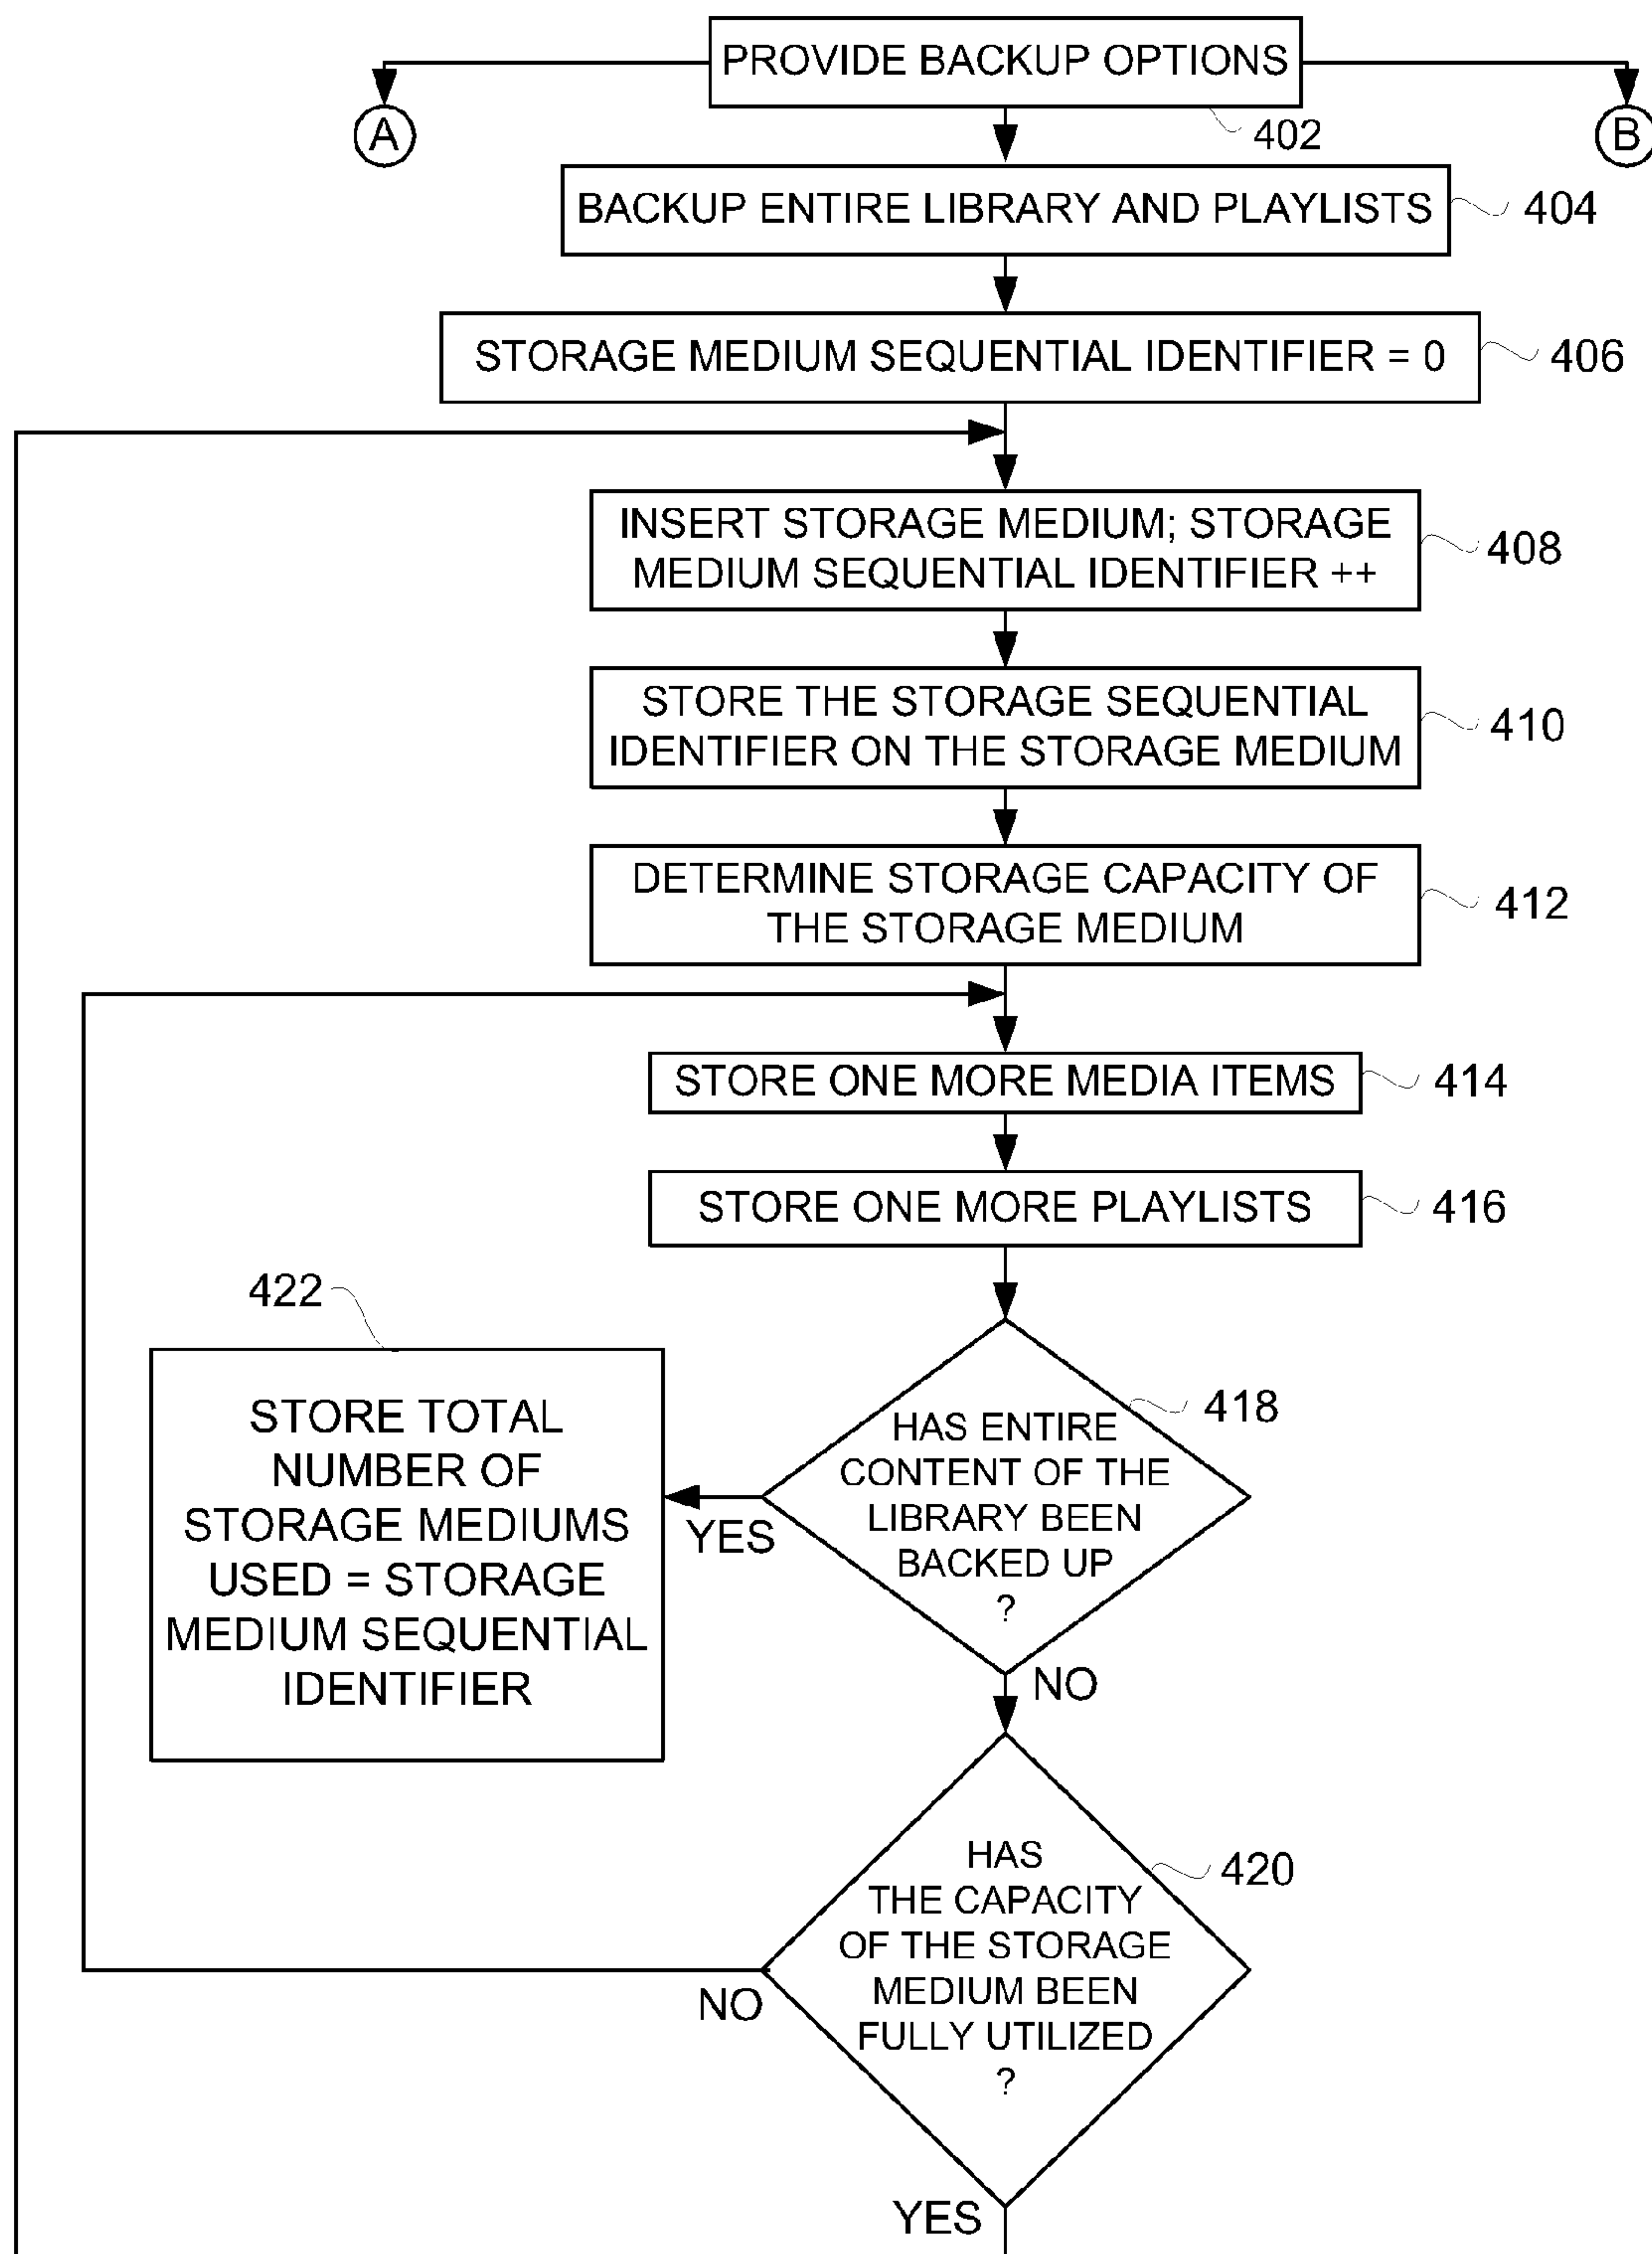 PROVIDE BACKUP OPTIONS
A
B
402
BACKUP ENTIRE LIBRARY AND PLAYLISTS
404
STORAGE MEDIUM SEQUENTIAL IDENTIFIER = 0
406
INSERT STORAGE MEDIUM; STORAGE
MEDIUM SEQUENTIAL IDENTIFIER ++
408
STORE THE STORAGE SEQUENTIAL
IDENTIFIER ON THE STORAGE MEDIUM
410
DETERMINE STORAGE CAPACITY OF
THE STORAGE MEDIUM
412
STORE ONE MORE MEDIA ITEMS
414
STORE ONE MORE PLAYLISTS
416
422
STORE TOTAL
NUMBER OF
STORAGE MEDIUMS
USED = STORAGE
MEDIUM SEQUENTIAL
IDENTIFIER
YES
HAS ENTIRE
CONTENT OF THE
LIBRARY BEEN
BACKED UP
?
418
NO
HAS
THE CAPACITY
OF THE STORAGE
MEDIUM BEEN
FULLY UTILIZED
?
420
NO
YES